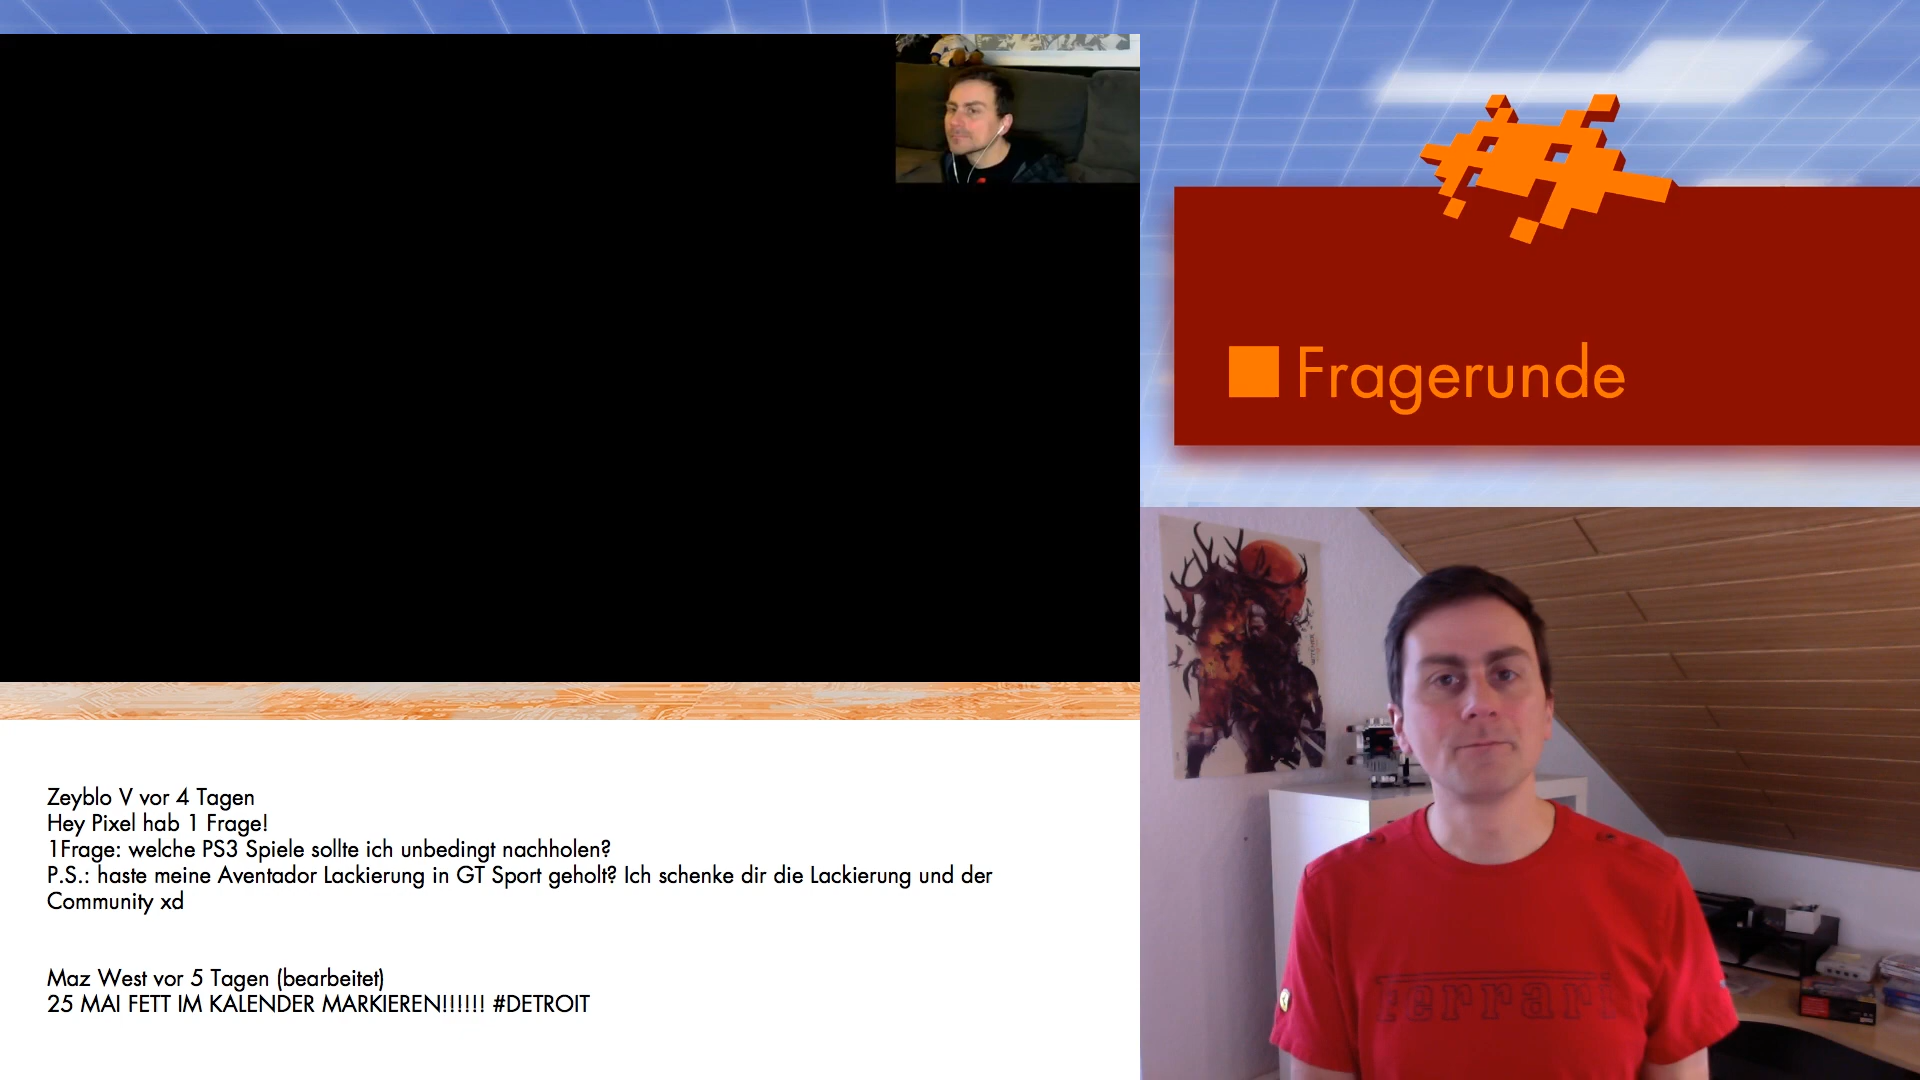 Fragerunde
Zeyblo V vor 4 Tagen
Hey Pixel hab 1 Frage!
1Frage: welche PS3 Spiele sollte ich unbedingt nachholen?
P.S.: haste meine Aventador Lackierung in GT Sport geholt? Ich schenke dir die Lackierung und der
Community xd
Maz West vor 5 Tagen (bearbeitet)
25 MAI FETT IM KALENDER MARKIEREN!!!!!! #DETROIT
Ferrari